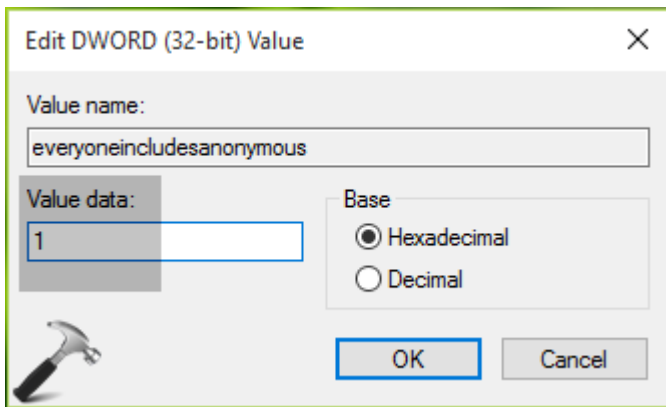 Edit DWORD (32-bit) Value
Value name:
everyoneincludesanonymous
Value data:
1
Base
Hexadecimal
Decimal
OK
Cancel